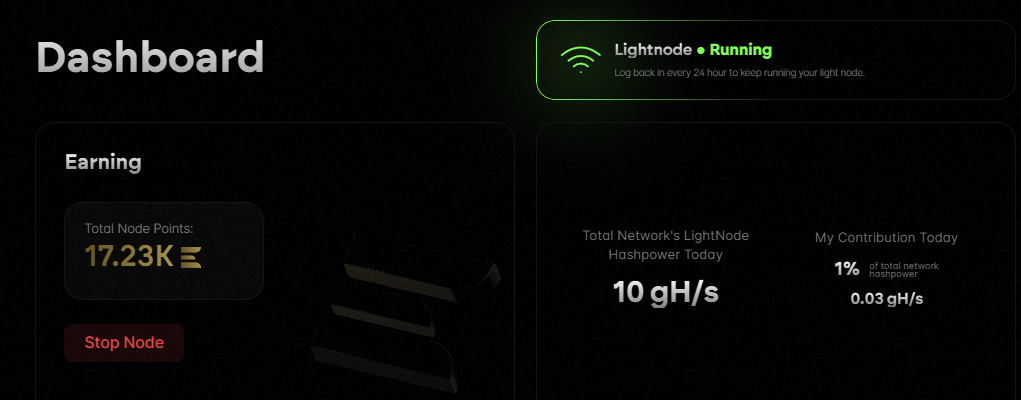 Dashboard
Lightnode ● Running
Log back in every 24 hour to keep running your light node.
Earning
Total Node Points:
17.23K
Stop Node
Total Network's LightNode
Hashpower Today
10 gH/s
My Contribution Today
1% of total network
hashpower
0.03 gH/s